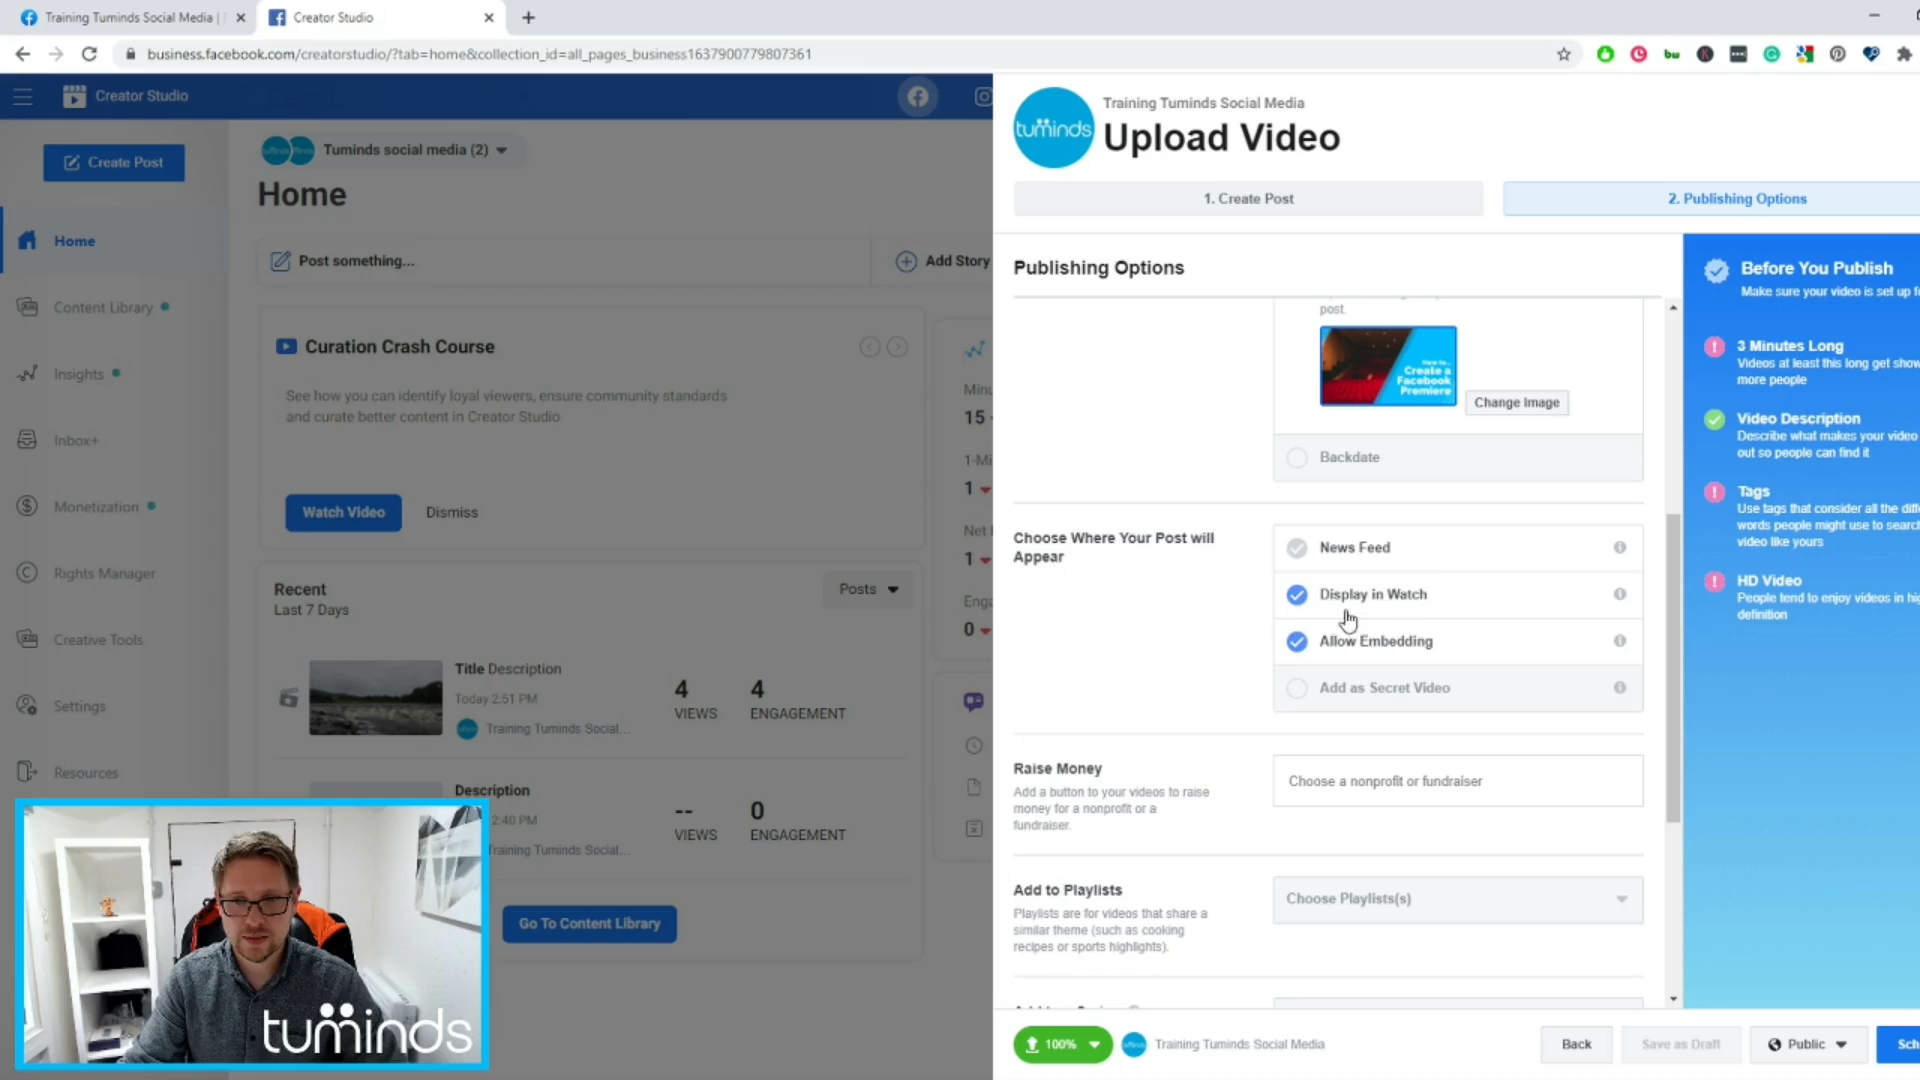 Training Tuminds Social Media |
Creator Studio
business.facebook.com/creatorstudio/?tab=home&collection_id=all_pages_business1637900779807361
Creator Studio
Create Post
Home
Content Library
Insights
Inbox+
Monetization
Rights Manager
Creative Tools
Settings
Resources
Tuminds social media (2)
Home
Post something...
Add Story
Curation Crash Course
See how you can identify loyal viewers, ensure community standards
and curate better content in Creator Studio
Watch Video
Dismiss
Recent
Last 7 Days
Posts
Title Description
Today 2:51 PM
Training Tuminds Social...
4
VIEWS
4
ENGAGEMENT
Description
2:40 PM
Training Tuminds Social...
--
VIEWS
0
ENGAGEMENT
Go To Content Library
Minu
15
1-Mi
1
Net
1
Enga
0
tuminds
tuminds
Training Tuminds Social Media
Upload Video
1. Create Post
2. Publishing Options
Publishing Options
post.
How to...
Create a
Facebook
Premiere
Change Image
Backdate
Choose Where Your Post will
Appear
News Feed
Display in Watch
Allow Embedding
Add as Secret Video
Raise Money
Add a button to your videos to raise
money for a nonprofit or a
fundraiser.
Choose a nonprofit or fundraiser
Add to Playlists
Playlists are for videos that share a
similar theme (such as cooking
recipes or sports highlights).
Choose Playlists(s)
100%
Training Tuminds Social Media
Back
Save as Draft
Public
Sch
Before You Publish
Make sure your video is set up f
3 Minutes Long
Videos at least this long get show
more people
Video Description
Describe what makes your video
out so people can find it
Tags
Use tags that consider all the diff
words people might use to search
video like yours
HD Video
People tend to enjoy videos in hig
definition